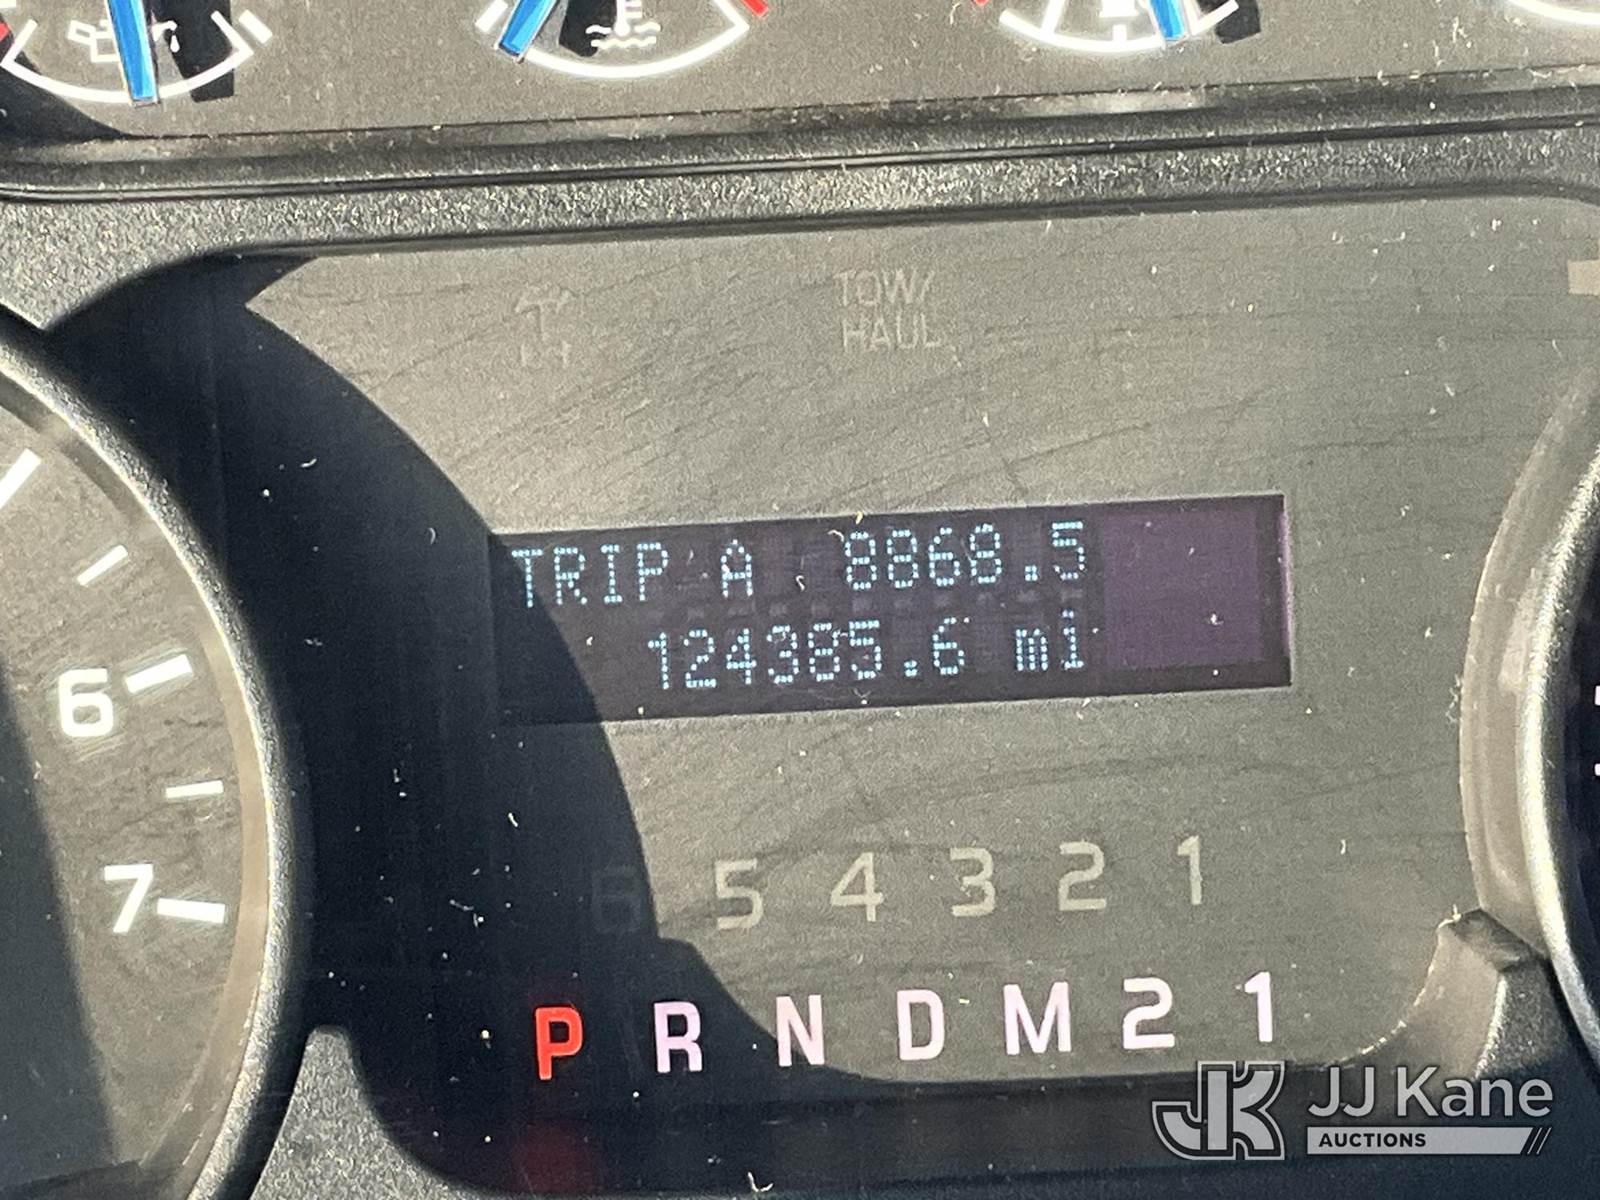 TOW/
HAUL
TRIP A 8868.5
124385.6 mi
6
7
6 5 4 3 2 1
P R N D M 2 1
JJ Kane
AUCTIONS